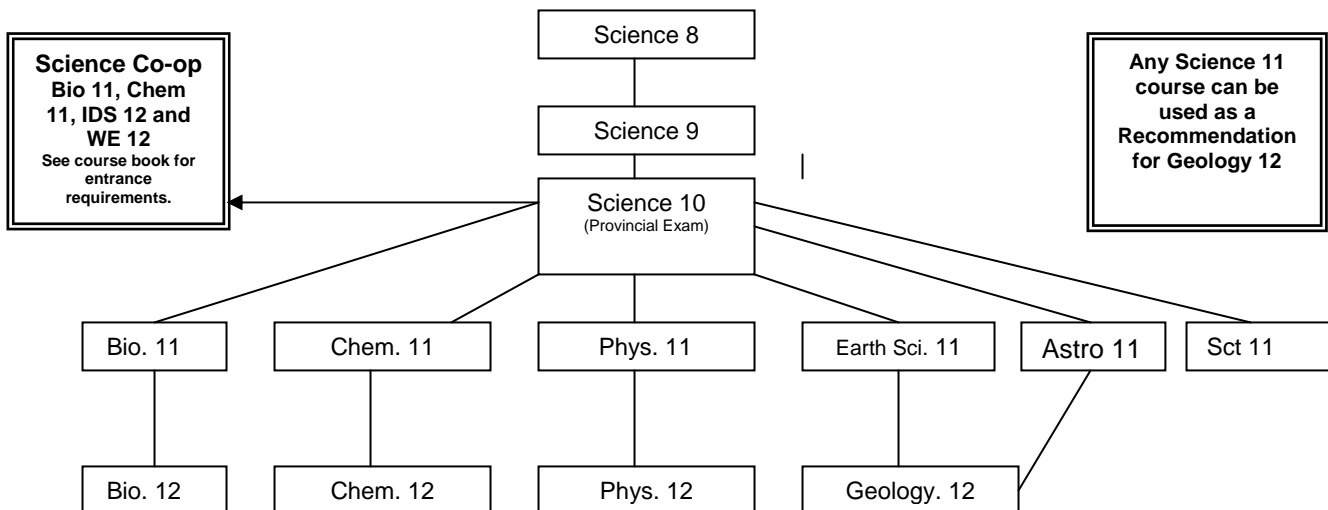 Science 8
Science Co-op
Bio 11, Chem
11, IDS 12 and
WE 12
See course book for
entrance
requirements.
Any Science 11
course can be
used as a
Recommendation
for Geology 12
Science 9
Science 10
(Provincial Exam)
Bio. 11
Chem. 11
Phys. 11
Earth Sci. 11
Astro 11
Sct 11
Bio. 12
Chem. 12
Phys. 12
Geology. 12